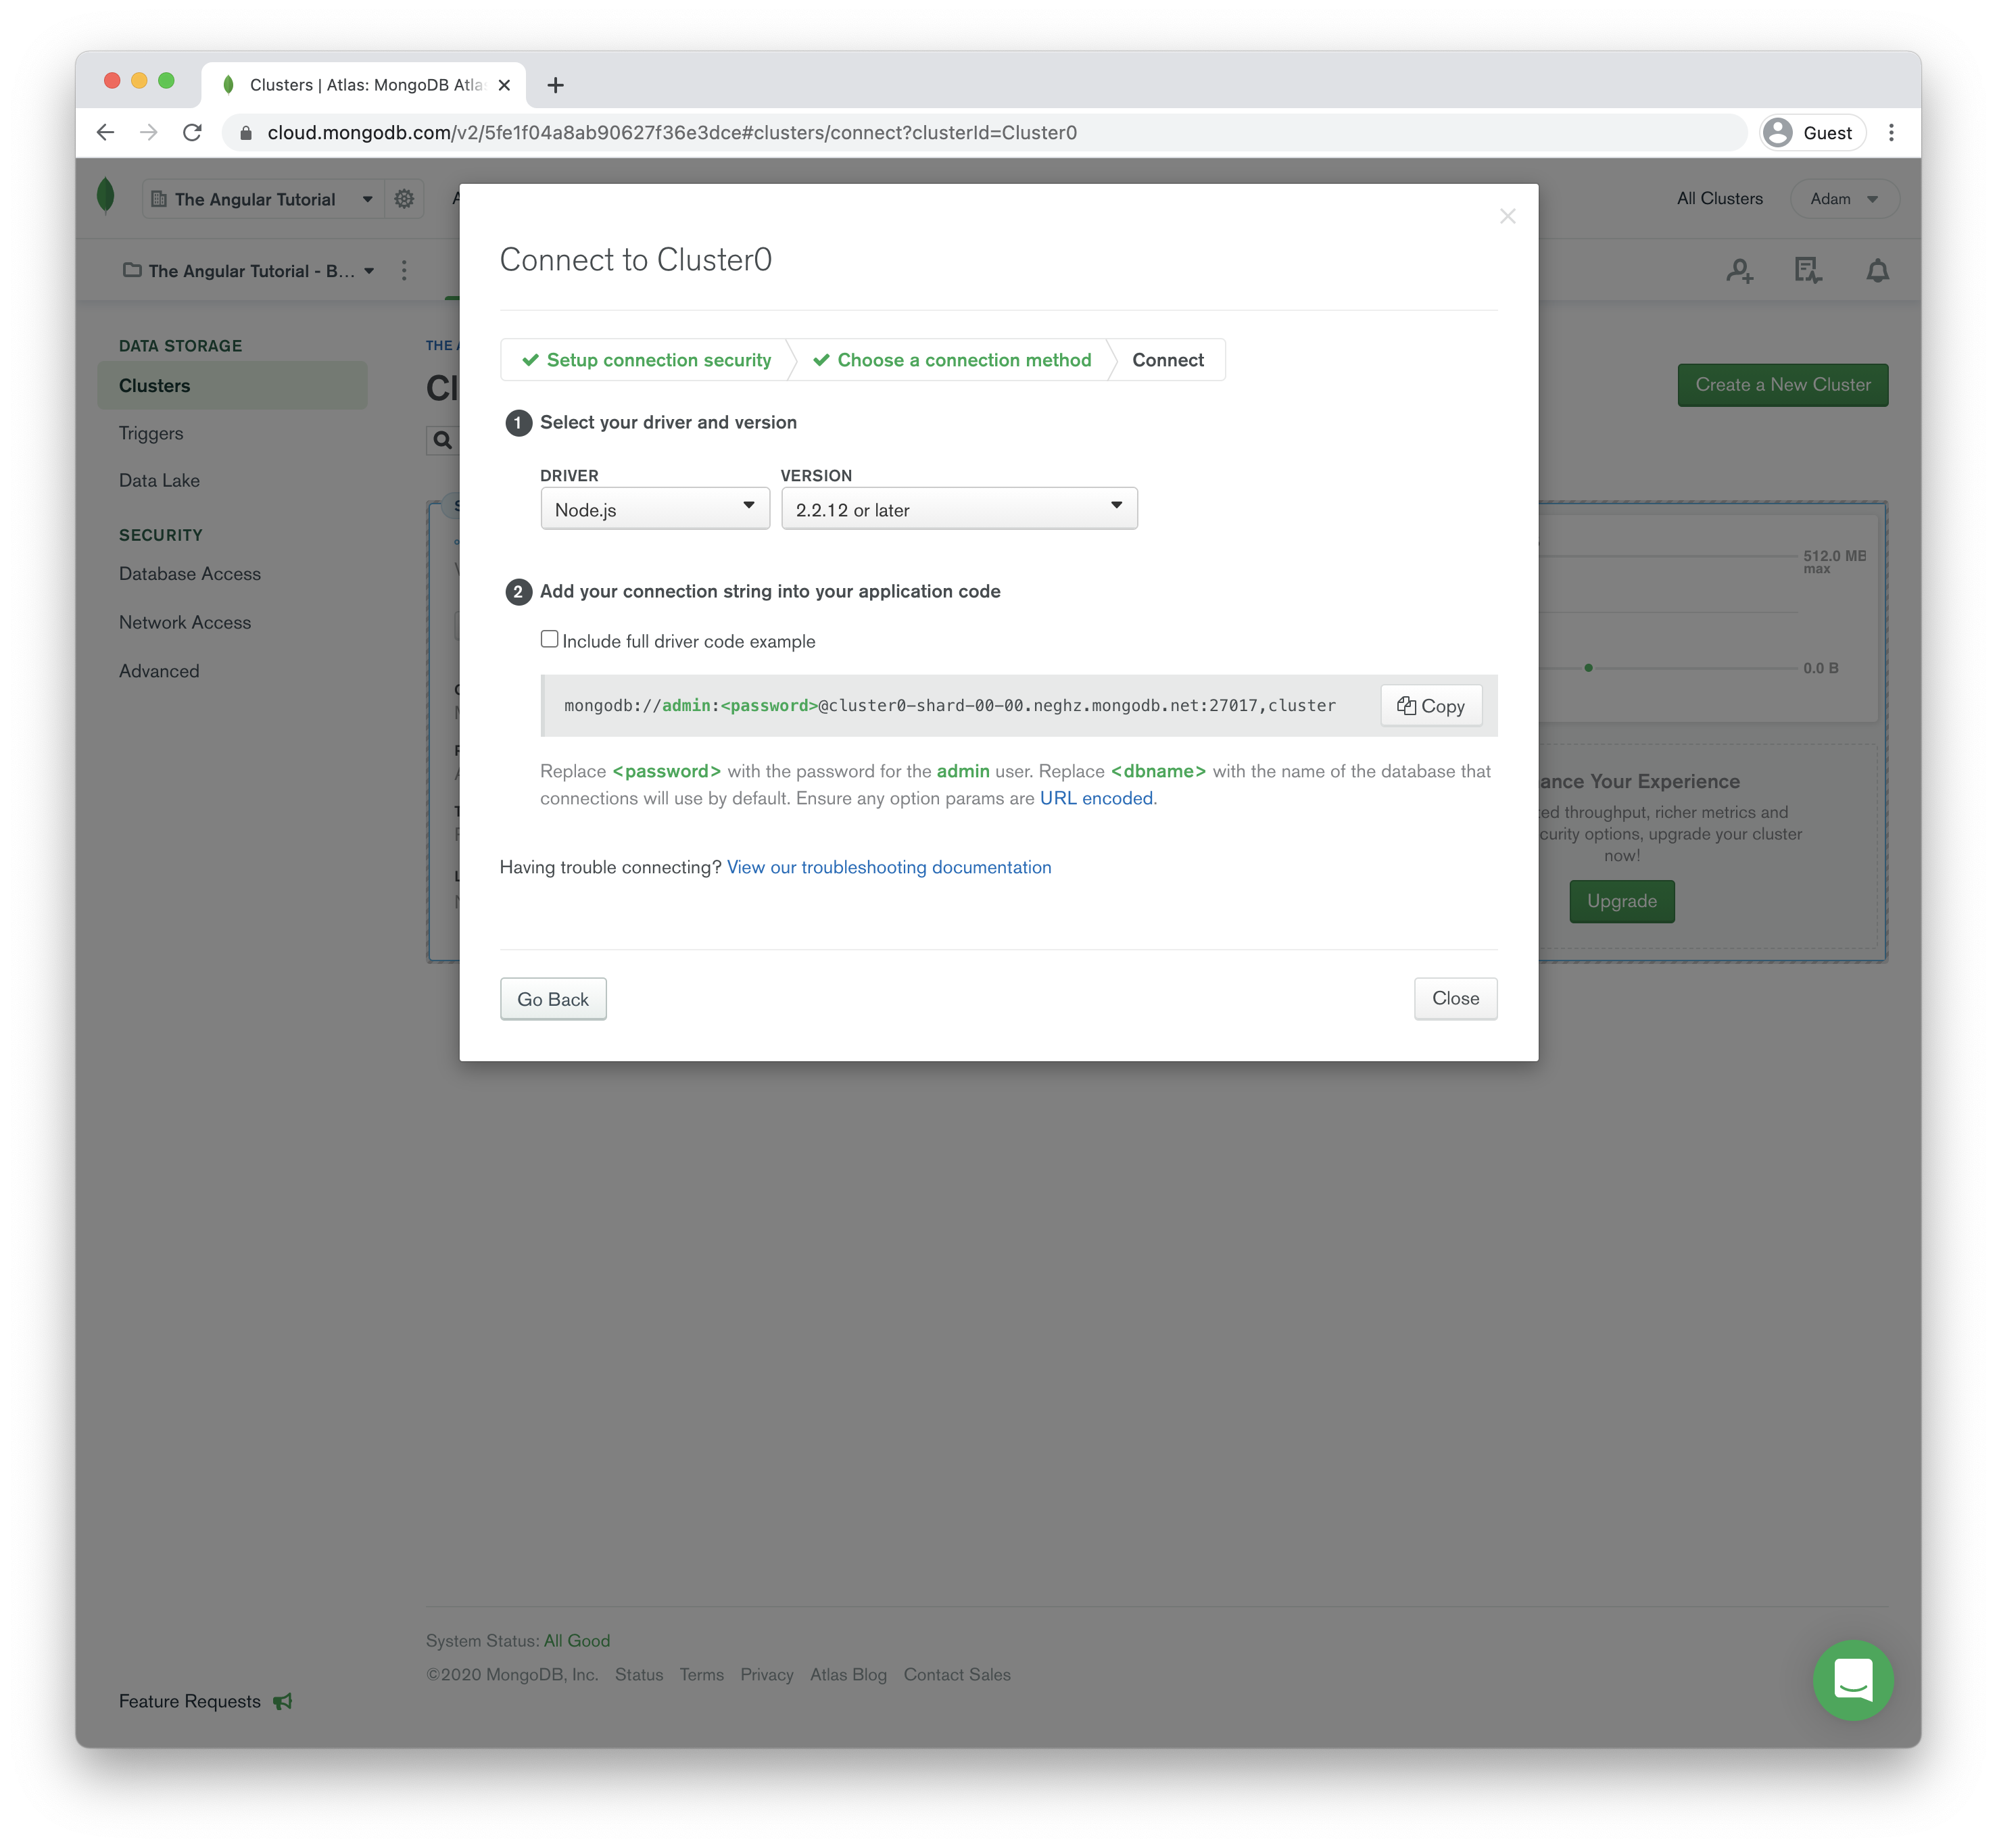 Clusters | Atlas: MongoDB Atla
cloud.mongodb.com/v2/5fe1f04a8ab90627f36e3dce#clusters/connect?clusterId=Cluster0
Guest
The Angular Tutorial
All Clusters
Adam
The Angular Tutorial - B...
DATA STORAGE
Clusters
Triggers
Data Lake
SECURITY
Database Access
Network Access
Advanced
THE
Create a New Cluster
Connect to Cluster0
Setup connection security
Choose a connection method
Connect
1 Select your driver and version
DRIVER VERSION
Node.js 2.2.12 or later
2 Add your connection string into your application code
Include full driver code example
mongodb://admin:<password>@cluster0-shard-00-00.neghz.mongodb.net:27017,cluster
Copy
Replace <password> with the password for the admin user. Replace <dbname> with the name of the database that
connections will use by default. Ensure any option params are URL encoded.
Having trouble connecting? View our troubleshooting documentation
Go Back
Close
512.0 MB
max
0.0 B
ance Your Experience
ed throughput, richer metrics and
curity options, upgrade your cluster
now!
Upgrade
System Status: All Good
©2020 MongoDB, Inc. Status Terms Privacy Atlas Blog Contact Sales
Feature Requests